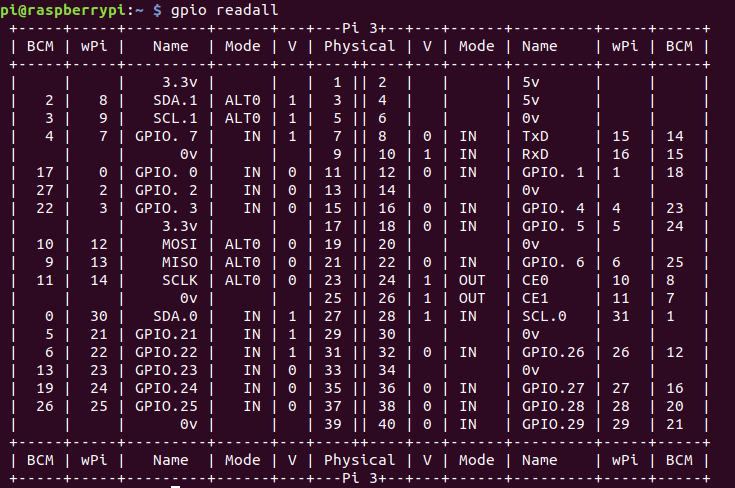 pi@raspberrypi:~ $ gpio readall
 +-----+-----+---------+------+---+---Pi 3+--+---+------+---------+-----+-----+
 | BCM | wPi |   Name  | Mode | V | Physical | V | Mode | Name    | wPi | BCM |
 +-----+-----+---------+------+---+----++----+---+------+---------+-----+-----+
 |     |     |    3.3v |      |   |  1 || 2  |   |      | 5v      |     |     |
 |   2 |   8 |   SDA.1 | ALT0 | 1 |  3 || 4  |   |      | 5v      |     |     |
 |   3 |   9 |   SCL.1 | ALT0 | 1 |  5 || 6  |   |      | 0v      |     |     |
 |   4 |   7 | GPIO. 7 |   IN | 1 |  7 || 8  | 0 | IN   | TxD     | 15  | 14  |
 |     |     |      0v |      |   |  9 || 10 | 1 | IN   | RxD     | 16  | 15  |
 |  17 |   0 | GPIO. 0 |   IN | 0 | 11 || 12 | 0 | IN   | GPIO. 1 | 1   | 18  |
 |  27 |   2 | GPIO. 2 |   IN | 0 | 13 || 14 |   |      | 0v      |     |     |
 |  22 |   3 | GPIO. 3 |   IN | 0 | 15 || 16 | 0 | IN   | GPIO. 4 | 4   | 23  |
 |     |     |    3.3v |      |   | 17 || 18 | 0 | IN   | GPIO. 5 | 5   | 24  |
 |  10 |  12 |    MOSI | ALT0 | 0 | 19 || 20 |   |      | 0v      |     |     |
 |   9 |  13 |    MISO | ALT0 | 0 | 21 || 22 | 0 | IN   | GPIO. 6 | 6   | 25  |
 |  11 |  14 |    SCLK | ALT0 | 0 | 23 || 24 | 1 | OUT  | CE0     | 10  | 8   |
 |     |     |      0v |      |   | 25 || 26 | 1 | OUT  | CE1     | 11  | 7   |
 |   0 |  30 |   SDA.0 |   IN | 1 | 27 || 28 | 1 | IN   | SCL.0   | 31  | 1   |
 |   5 |  21 | GPIO.21 |   IN | 1 | 29 || 30 |   |      | 0v      |     |     |
 |   6 |  22 | GPIO.22 |   IN | 1 | 31 || 32 | 0 | IN   | GPIO.26 | 26  | 12  |
 |  13 |  23 | GPIO.23 |   IN | 0 | 33 || 34 |   |      | 0v      |     |     |
 |  19 |  24 | GPIO.24 |   IN | 0 | 35 || 36 | 0 | IN   | GPIO.27 | 27  | 16  |
 |  26 |  25 | GPIO.25 |   IN | 0 | 37 || 38 | 0 | IN   | GPIO.28 | 28  | 20  |
 |     |     |      0v |      |   | 39 || 40 | 0 | IN   | GPIO.29 | 29  | 21  |
 +-----+-----+---------+------+---+----++----+---+------+---------+-----+-----+
 | BCM | wPi |   Name  | Mode | V | Physical | V | Mode | Name    | wPi | BCM |
 +-----+-----+---------+------+---+---Pi 3+--+---+------+---------+-----+-----+